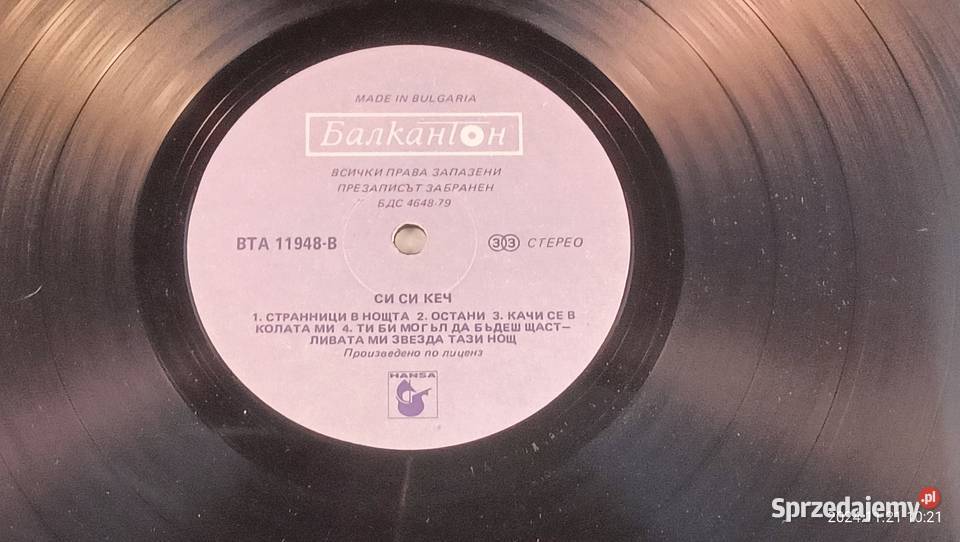 MADE IN BULGARIA
Балкантон
ВСИЧКИ ПРАВА ЗАПАЗЕНИ
ПРЕЗАПИСЪТ ЗАБРАНЕН
БДС 4648-79
ВТА 11948-В
33 СТЕРЕО
СИ СИ КЕЧ
1. СТРАННИЦИ В НОЩТА 2. ОСТАНИ 3. КАЧИ СЕ В
КОЛАТА МИ 4. ТИ БИ МОГЪЛ ДА БЪДЕШ ЩАСТ–
ЛИВАТА МИ ЗВЕЗДА ТАЗИ НОЩ
Произведено по лиценз
HANSA
Sprzedajemy.pl
10:21